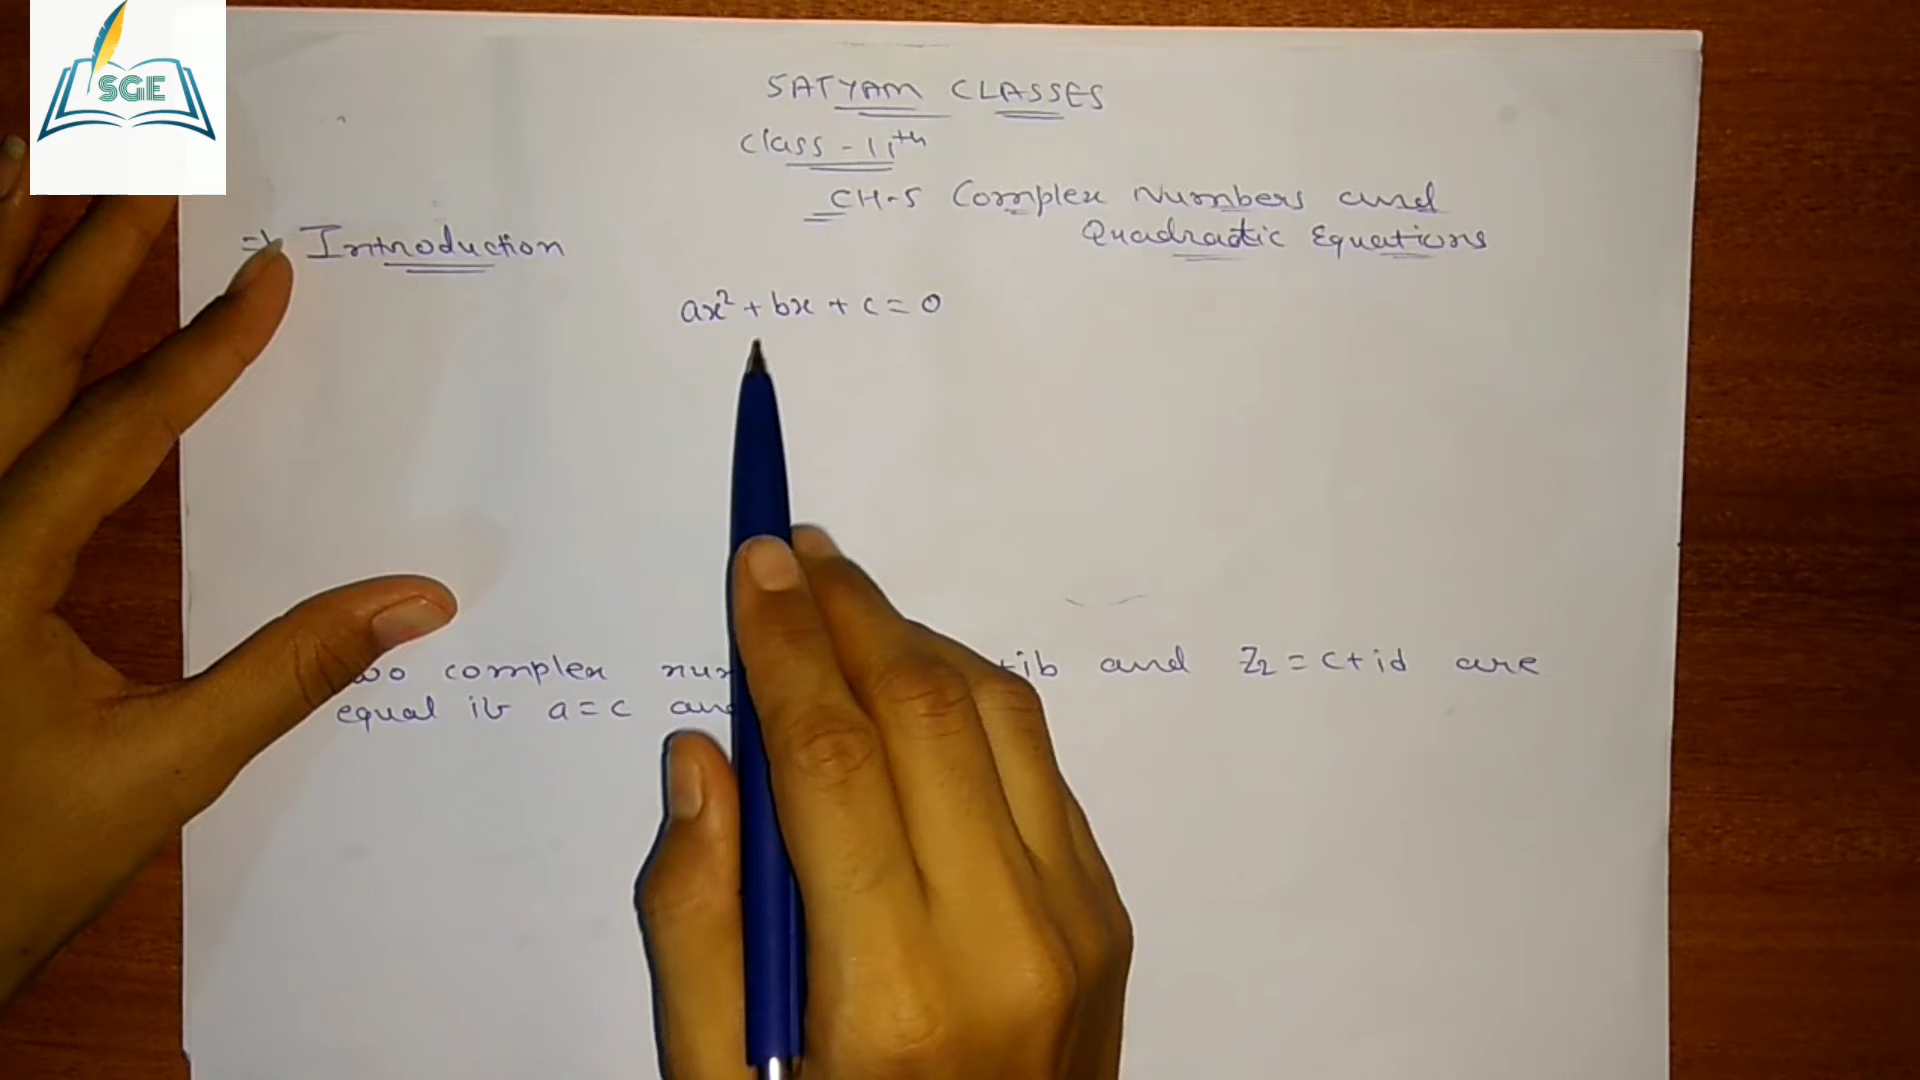 SGE
SATYAM CLASSES
Class - 11th
CH-5 Complex Numbers and
Quadratic Equations
=> Introduction
ax² + bx + c = 0
complex +ib and Z₂ = c+id are
equal if a = c and